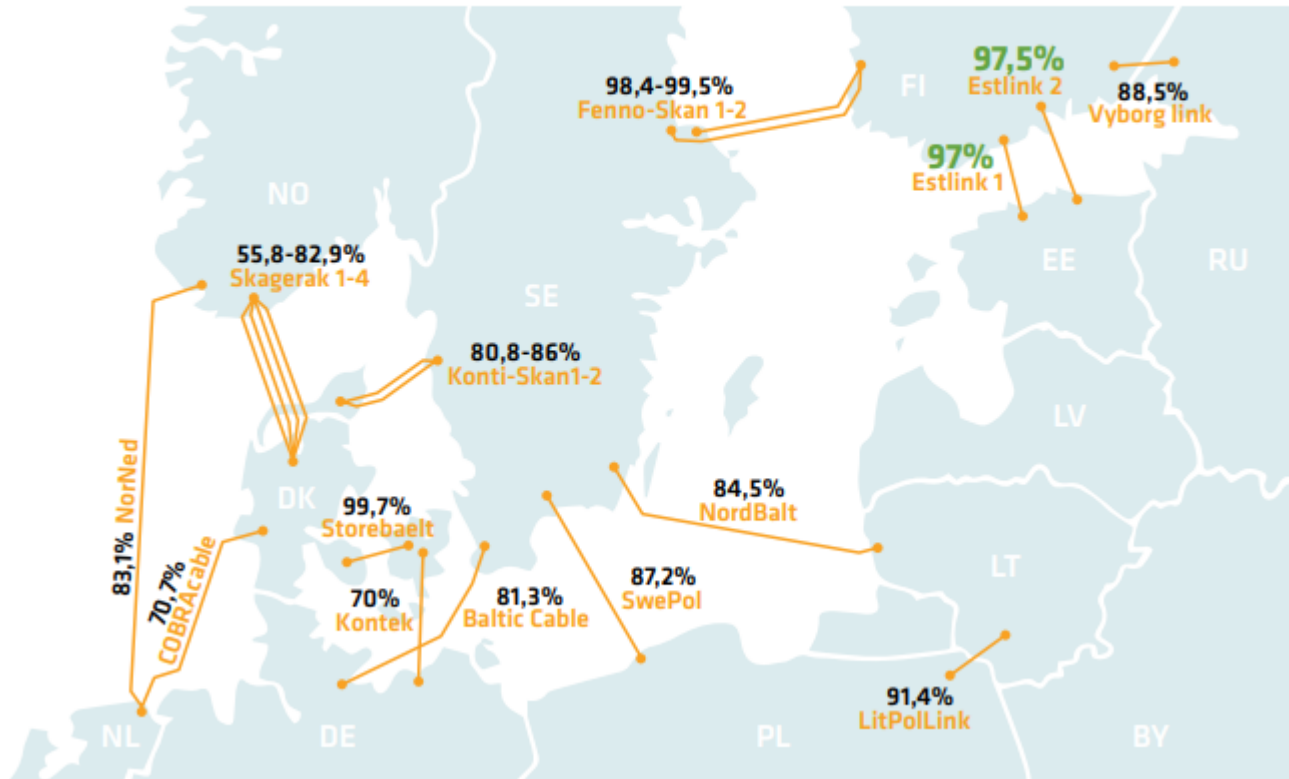 97,5%
Estlink 2
98,4-99,5%
Fenno-Skan 1-2
FI
88,5%
Vyborg link
97%
Estlink 1
NO
55,8-82,9%
Skagerak 1-4
EE
RU
SE
80,8-86%
Konti-Skan1-2
LV
83,1% NorNed
DK
99,7%
Storebaelt
84,5%
NordBalt
70,7%
COBRAcable
LT
70%
Kontek
81,3%
Baltic Cable
87,2%
SwePol
91,4%
LitPolLink
NL
DE
PL
BY